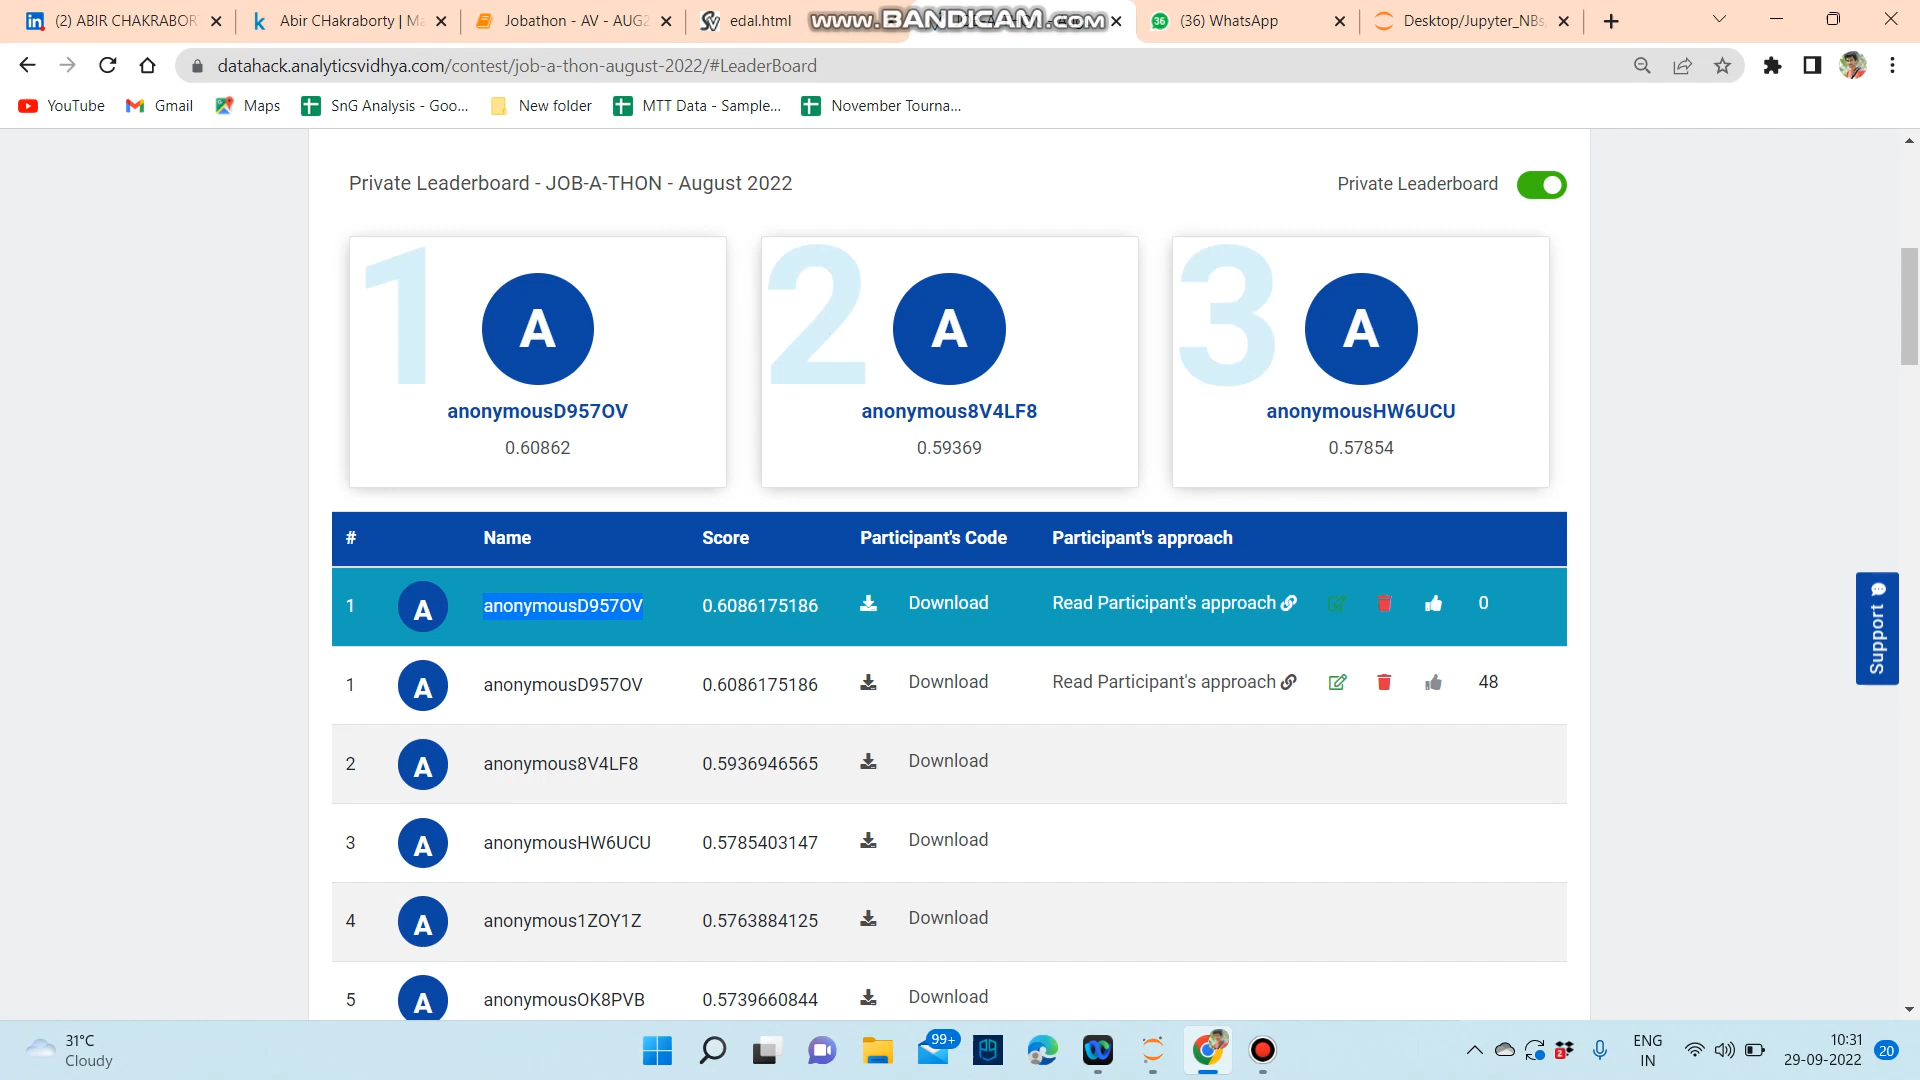 (2) ABIR CHAKRABOR
Abir CHakraborty | Ma
Jobathon - AV - AUG2
edal.html
www.BANDICAM.com
(36) WhatsApp
Desktop/Jupyter_NBs
datahack.analyticsvidhya.com/contest/job-a-thon-august-2022/#LeaderBoard
YouTube
Gmail
Maps
SnG Analysis - Goo...
New folder
MTT Data - Sample...
November Tourna...
Private Leaderboard - JOB-A-THON - August 2022
Private Leaderboard
1
A
anonymousD957OV
0.60862
2
A
anonymous8V4LF8
0.59369
3
A
anonymousHW6UCU
0.57854
# Name Score Participant's Code Participant's approach
1 A anonymousD957OV 0.6086175186 Download Read Participant's approach 0
1 A anonymousD957OV 0.6086175186 Download Read Participant's approach 48
2 A anonymous8V4LF8 0.5936946565 Download
3 A anonymousHW6UCU 0.5785403147 Download
4 A anonymous1ZOY1Z 0.5763884125 Download
5 A anonymousOK8PVB 0.5739660844 Download
Support
31°C
Cloudy
99+
ENG
IN
10:31
29-09-2022
20